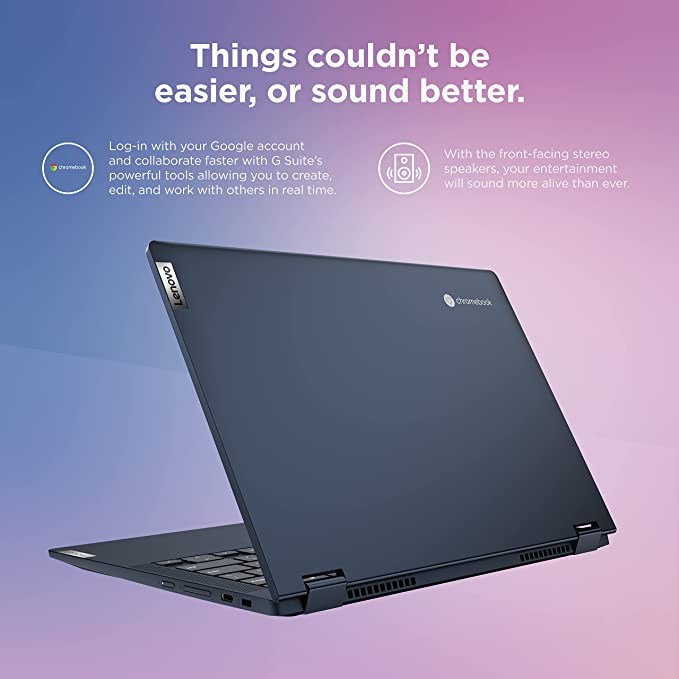 Things couldn't be
easier, or sound better.
chromebook
Log-in with your Google account
and collaborate faster with G Suite's
powerful tools allowing you to create,
edit, and work with others in real time.
With the front-facing stereo
speakers, your entertainment
will sound more alive than ever.
Lenovo
chromebook